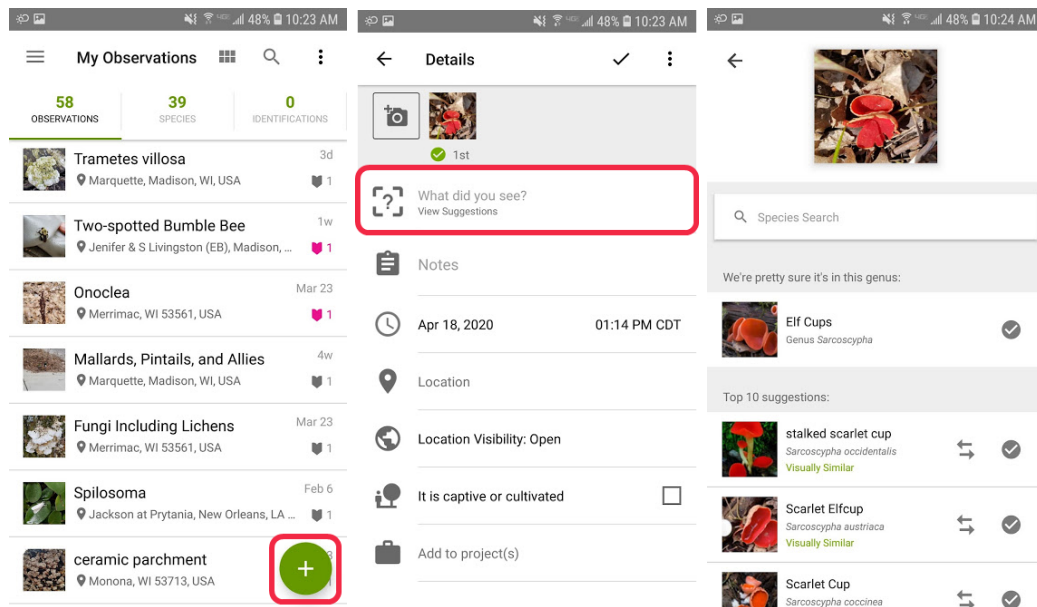 48% 10:23 AM
My Observations
58 39 0
OBSERVATIONS SPECIES IDENTIFICATIONS
Trametes villosa 3d
Marquette, Madison, WI, USA 1
Two-spotted Bumble Bee 1w
Jenifer & S Livingston (EB), Madison, ... 1
Onoclea Mar 23
Merrimac, WI 53561, USA 1
Mallards, Pintails, and Allies 4w
Marquette, Madison, WI, USA 1
Fungi Including Lichens Mar 23
Merrimac, WI 53561, USA 1
Spilosoma Feb 6
Jackson at Prytania, New Orleans, LA ... 1
ceramic parchment
Monona, WI 53713, USA
+
48% 10:23 AM
Details
1st
?
What did you see?
View Suggestions
Notes
Apr 18, 2020 01:14 PM CDT
Location
Location Visibility: Open
It is captive or cultivated
Add to project(s)
48% 10:24 AM
Species Search
We're pretty sure it's in this genus:
Elf Cups
Genus Sarcoscypha
Top 10 suggestions:
stalked scarlet cup
Sarcoscypha occidentalis
Visually Similar
Scarlet Elfcup
Sarcoscypha austriaca
Visually Similar
Scarlet Cup
Sarcoscypha coccinea